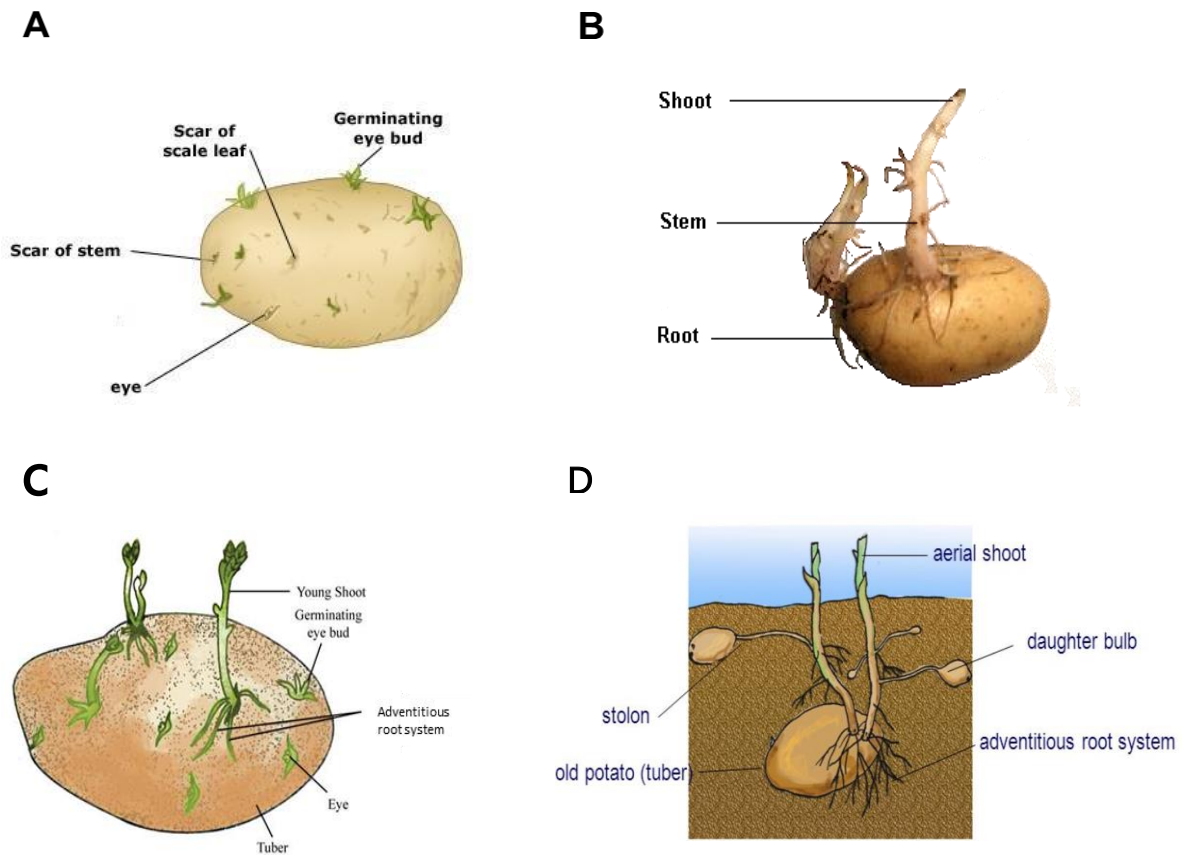 A
B
Scar of
scale leaf
Germinating
eye bud
Scar of stem
eye
Shoot
Stem
Root
C
D
Young Shoot
Germinating
eye bud
Adventitious
root system
Eye
Tuber
aerial shoot
daughter bulb
stolon
adventitious root system
old potato (tuber)